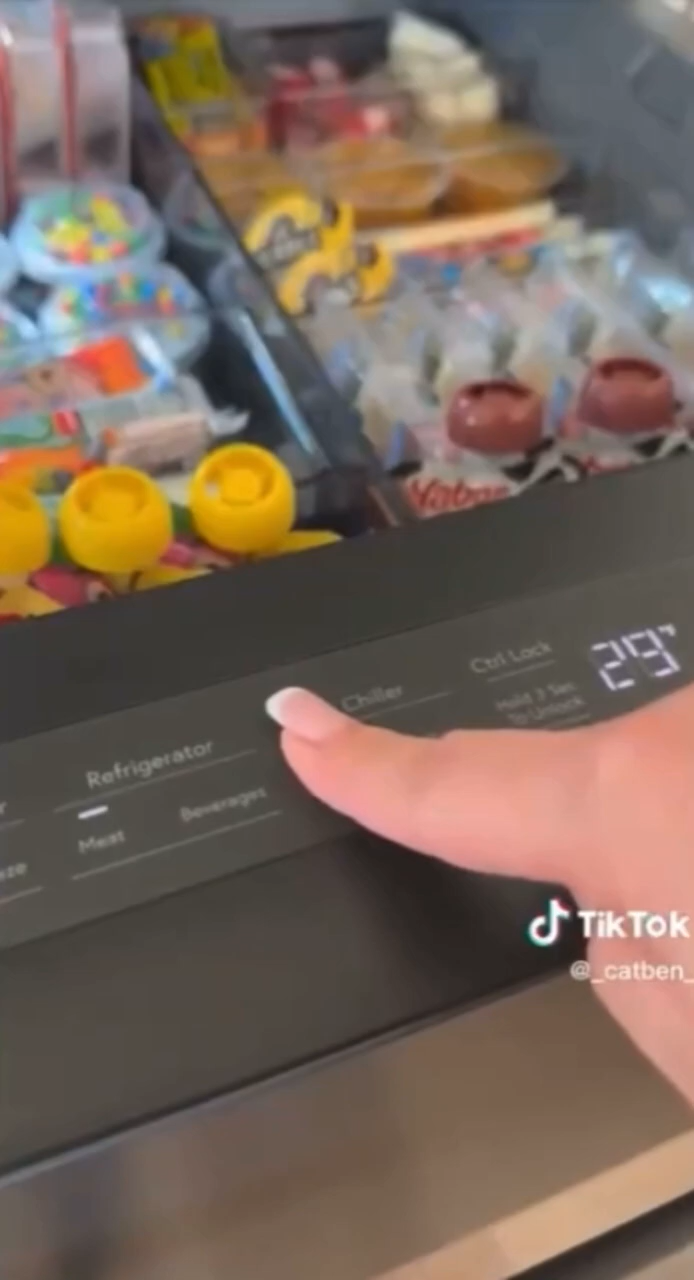 Ctrl Lock
29°
Chiller
Hold 3 Sec
To Unlock
Refrigerator
Meat
Beverages
TikTok
@_catben_